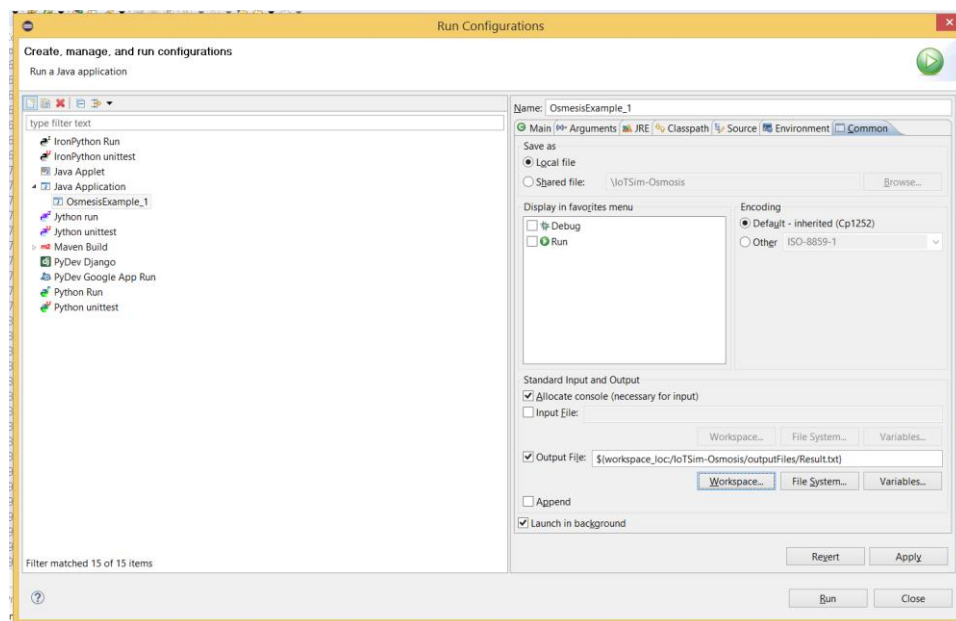 Run Configurations
Create, manage, and run configurations
Run a Java application
type filter text
IronPython Run
IronPython unittest
Java Applet
Java Application
OsmesisExample_1
Jython run
Jython unittest
Maven Build
PyDev Django
PyDev Google App Run
Python Run
Python unittest
Filter matched 15 of 15 items
Name: OsmesisExample_1
Main Arguments JRE Classpath Source Environment Common
Save as
Local file
Shared file: \IoTSim-Osmosis Browse...
Display in favorites menu
Debug
Run
Encoding
Default - inherited (Cp1252)
Other ISO-8859-1
Standard Input and Output
Allocate console (necessary for input)
Input File:
Workspace... File System... Variables...
Output File: ${workspace_loc:/IoTSim-Osmosis/outputFiles/Result.txt}
Workspace... File System... Variables...
Append
Launch in background
Revert Apply
Run Close